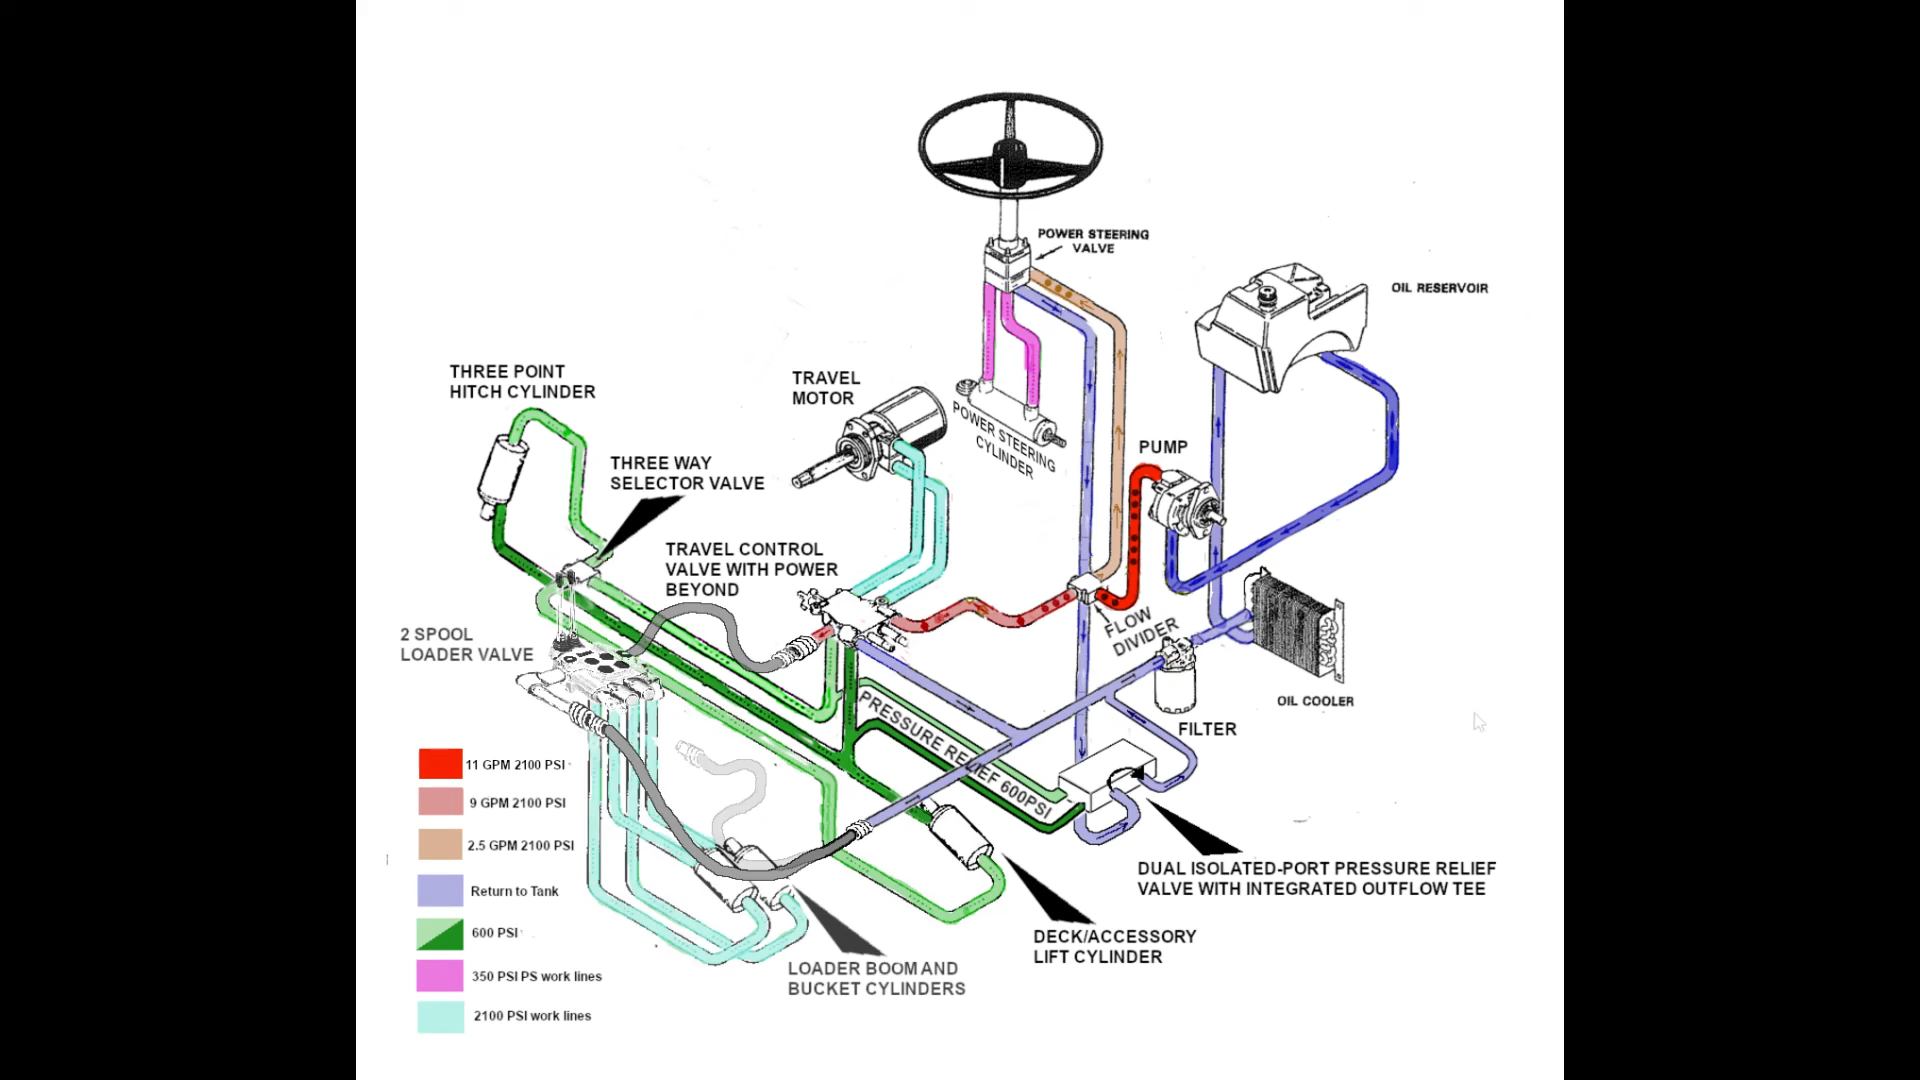 POWER STEERING
VALVE
OIL RESERVOIR
THREE POINT
HITCH CYLINDER
TRAVEL
MOTOR
POWER STEERING
CYLINDER
PUMP
THREE WAY
SELECTOR VALVE
TRAVEL CONTROL
VALVE WITH POWER
BEYOND
FLOW
DIVIDER
2 SPOOL
LOADER VALVE
OIL COOLER
FILTER
PRESSURE RELIEF 600PSI
11 GPM 2100 PSI
9 GPM 2100 PSI
2.5 GPM 2100 PSI
Return to Tank
600 PSI
350 PSI PS work lines
2100 PSI work lines
DUAL ISOLATED-PORT PRESSURE RELIEF
VALVE WITH INTEGRATED OUTFLOW TEE
DECK/ACCESSORY
LIFT CYLINDER
LOADER BOOM AND
BUCKET CYLINDERS